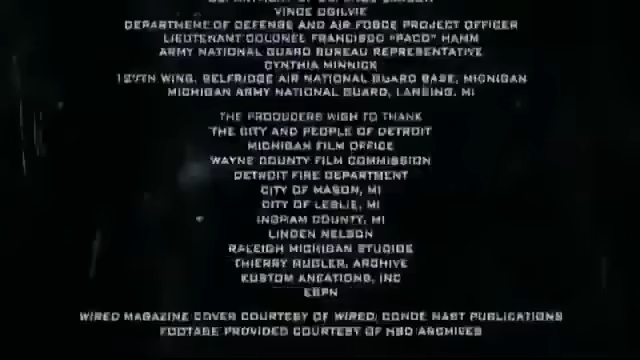 VINCE OGILVIE
DEPARTMENT OF DEFENSE AND AIR FORCE PROJECT OFFICER
LIEUTENANT COLONEL FRANCISCO "PACO" HAMM
ARMY NATIONAL GUARD BUREAU REPRESENTATIVE
CYNTHIA MINNICK
127TH WING, SELFRIDGE AIR NATIONAL GUARD BASE, MICHIGAN
MICHIGAN ARMY NATIONAL GUARD, LANSING, MI
THE PRODUCERS WISH TO THANK
THE CITY AND PEOPLE OF DETROIT
MICHIGAN FILM OFFICE
WAYNE COUNTY FILM COMMISSION
DETROIT FIRE DEPARTMENT
CITY OF MASON, MI
CITY OF LESLIE, MI
INGHAM COUNTY, MI
LINDEN NELSON
RALEIGH MICHIGAN STUDIOS
THIERRY MUGLER, ARCHIVE
KUSTOM KREATIONS, INC
ESPN
WIRED MAGAZINE COVER COURTESY OF WIRED/CONDE NAST PUBLICATIONS
FOOTAGE PROVIDED COURTESY OF HBO ARCHIVES